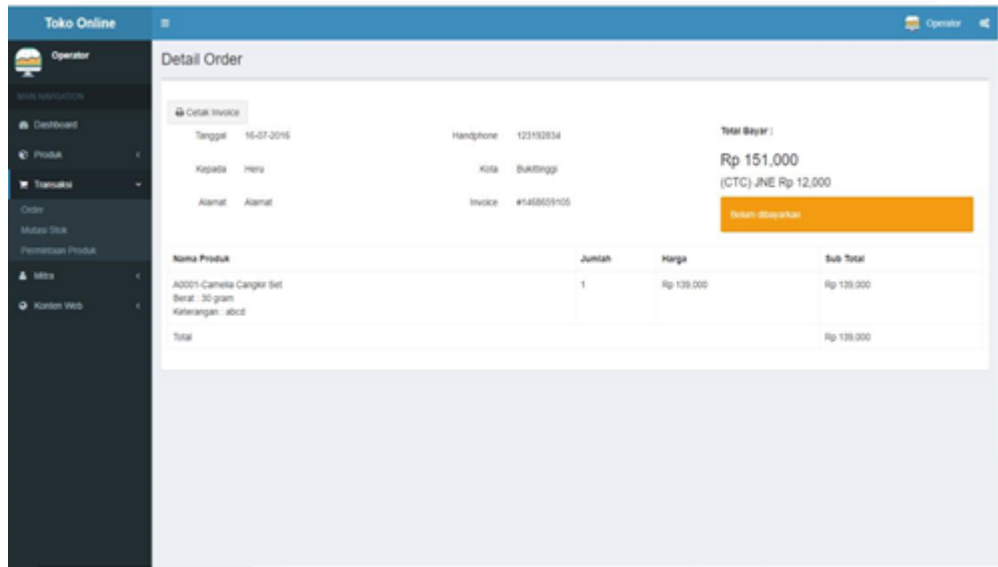 Toko Online
Operator
Operator
MAIN NAVIGATION
Dashboard
Produk
Transaksi
Order
Mutasi Stok
Permintaan Produk
Mitra
Konten Web
Detail Order
Cetak Invoice
Tanggal 16-07-2016 Handphone 123192834
Kepada Heru Kota Bukittinggi
Alamat Alamat Invoice #1468659105
Total Bayar :
Rp 151,000
(CTC) JNE Rp 12,000
Belum dibayarkan
Nama Produk Jumlah Harga Sub Total
A0001-Camelia Cangkir Set 1 Rp 139,000 Rp 139,000
Berat : 30 gram
Keterangan : abcd
Total Rp 139,000